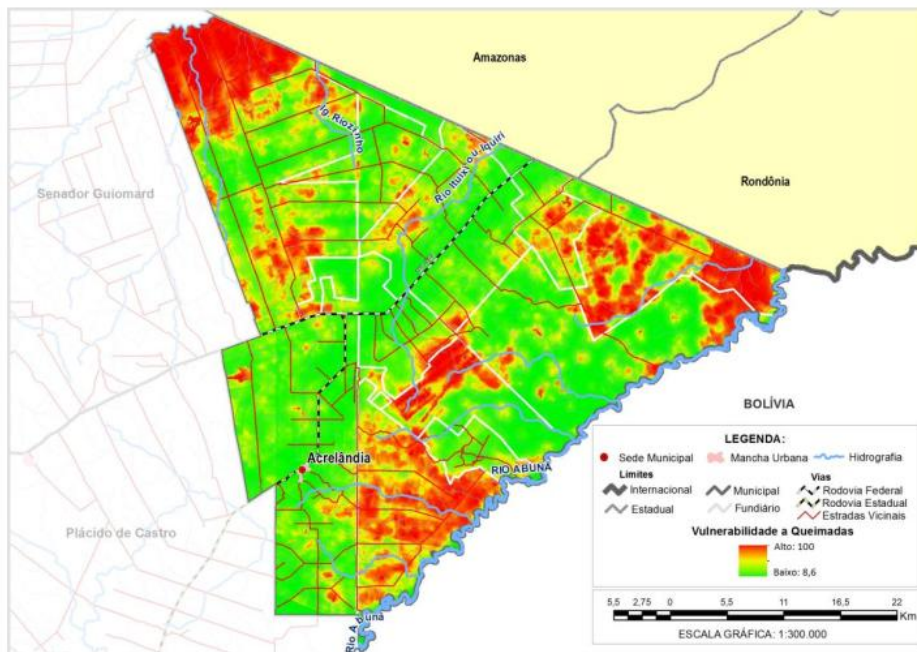 Amazonas
Ig. Riozinho
Rio Ituixi ou Iquiri
Rondônia
Senador Guiomard
BOLÍVIA
Acrelândia
RIO ABUNÃ
Plácido de Castro
Rio Abunã
LEGENDA:
Sede Municipal Mancha Urbana Hidrografia
Limites Vias
Internacional Municipal Rodovia Federal
Estadual Fundiário Rodovia Estadual
Estradas Vicinais
Vulnerabilidade a Queimadas
Alto: 100
Baixo: 8,6
5,5 2,75 0 5,5 11 16,5 22
Km
ESCALA GRÁFICA: 1:300.000